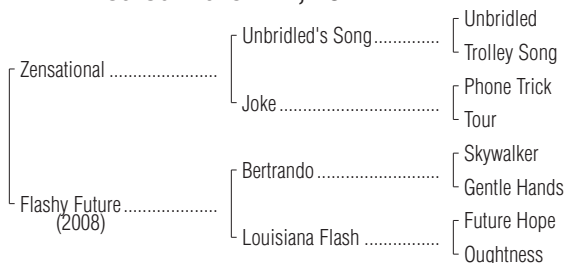 Unbridled
Unbridled's Song..............
Trolley Song
Zensational ......................
Phone Trick
Joke..................................
Tour
Skywalker
Bertrando..........................
Gentle Hands
Flashy Future....................
(2008)
Future Hope
Louisiana Flash ................
Oughtness